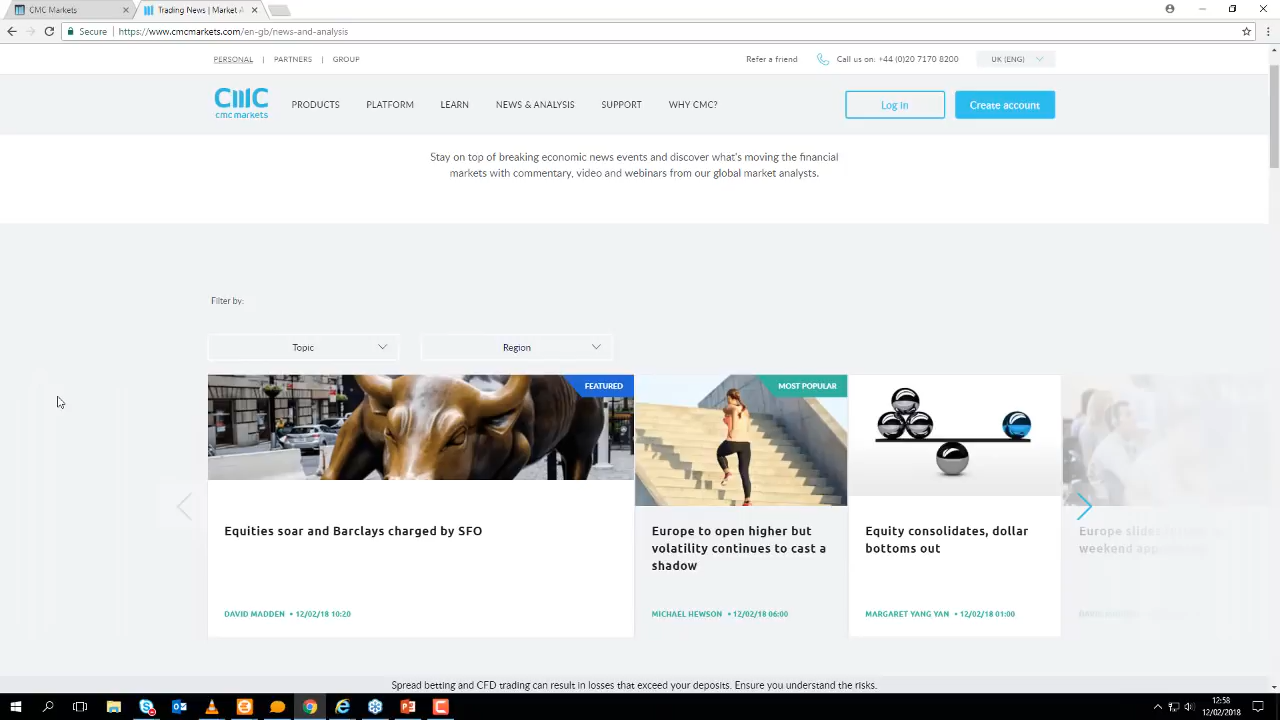 CMC Markets
Trading News | Market A
Secure
https://www.cmcmarkets.com/en-gb/news-and-analysis
PERSONAL | PARTNERS | GROUP
Refer a friend
Call us on: +44 (0)20 7170 8200
UK (ENG)
cmc markets
PRODUCTS
PLATFORM
LEARN
NEWS & ANALYSIS
SUPPORT
WHY CMC?
Log in
Create account
Stay on top of breaking economic news events and discover what's moving the financial
markets with commentary, video and webinars from our global market analysts.
Filter by:
Topic
Region
FEATURED
Equities soar and Barclays charged by SFO
DAVID MADDEN • 12/02/18 10:20
MOST POPULAR
Europe to open higher but
volatility continues to cast a
shadow
MICHAEL HEWSON • 12/02/18 06:00
Equity consolidates, dollar
bottoms out
MARGARET YANG YAN • 12/02/18 01:00
Europe slides
weekend
Spread betting and CFD trading can result in losses that exceed your deposits. Ensure you understand the risks.
12:58
12/02/2018